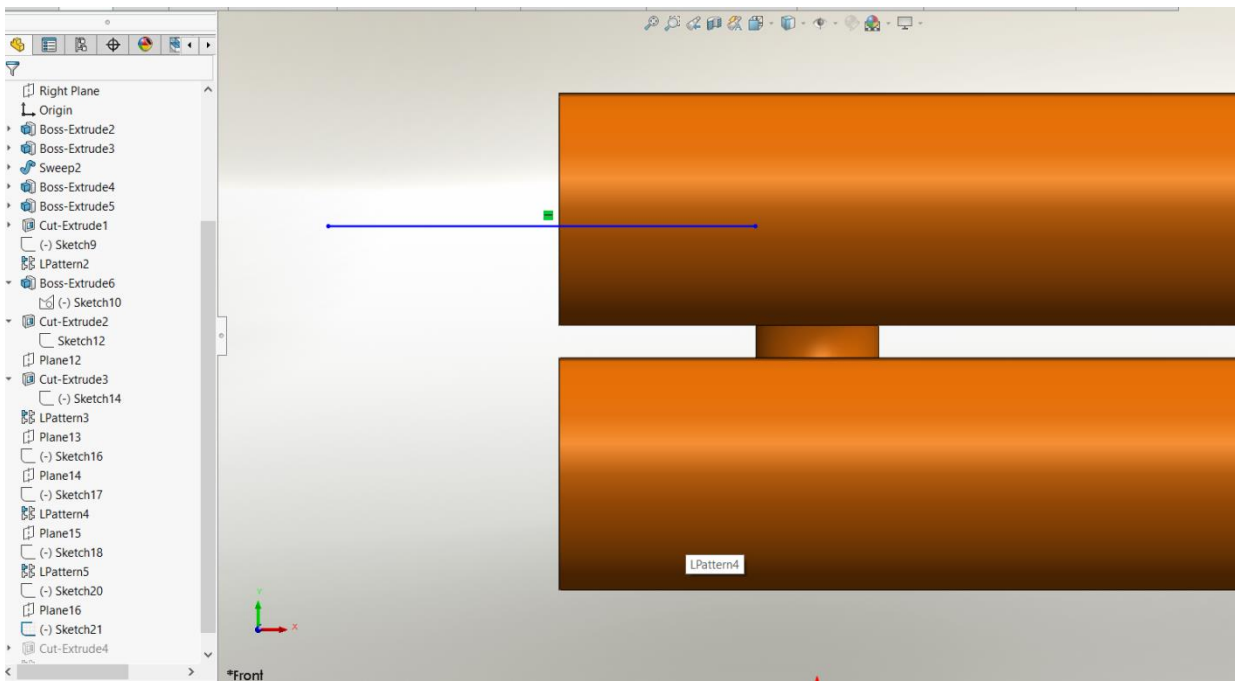 Right Plane
Origin
Boss-Extrude2
Boss-Extrude3
Sweep2
Boss-Extrude4
Boss-Extrude5
Cut-Extrude1
(-) Sketch9
LPattern2
Boss-Extrude6
(-) Sketch10
Cut-Extrude2
Sketch12
Plane12
Cut-Extrude3
(-) Sketch14
LPattern3
Plane13
(-) Sketch16
Plane14
(-) Sketch17
LPattern4
Plane15
(-) Sketch18
LPattern5
(-) Sketch20
Plane16
(-) Sketch21
Cut-Extrude4
LPattern4
Y
X
*Front